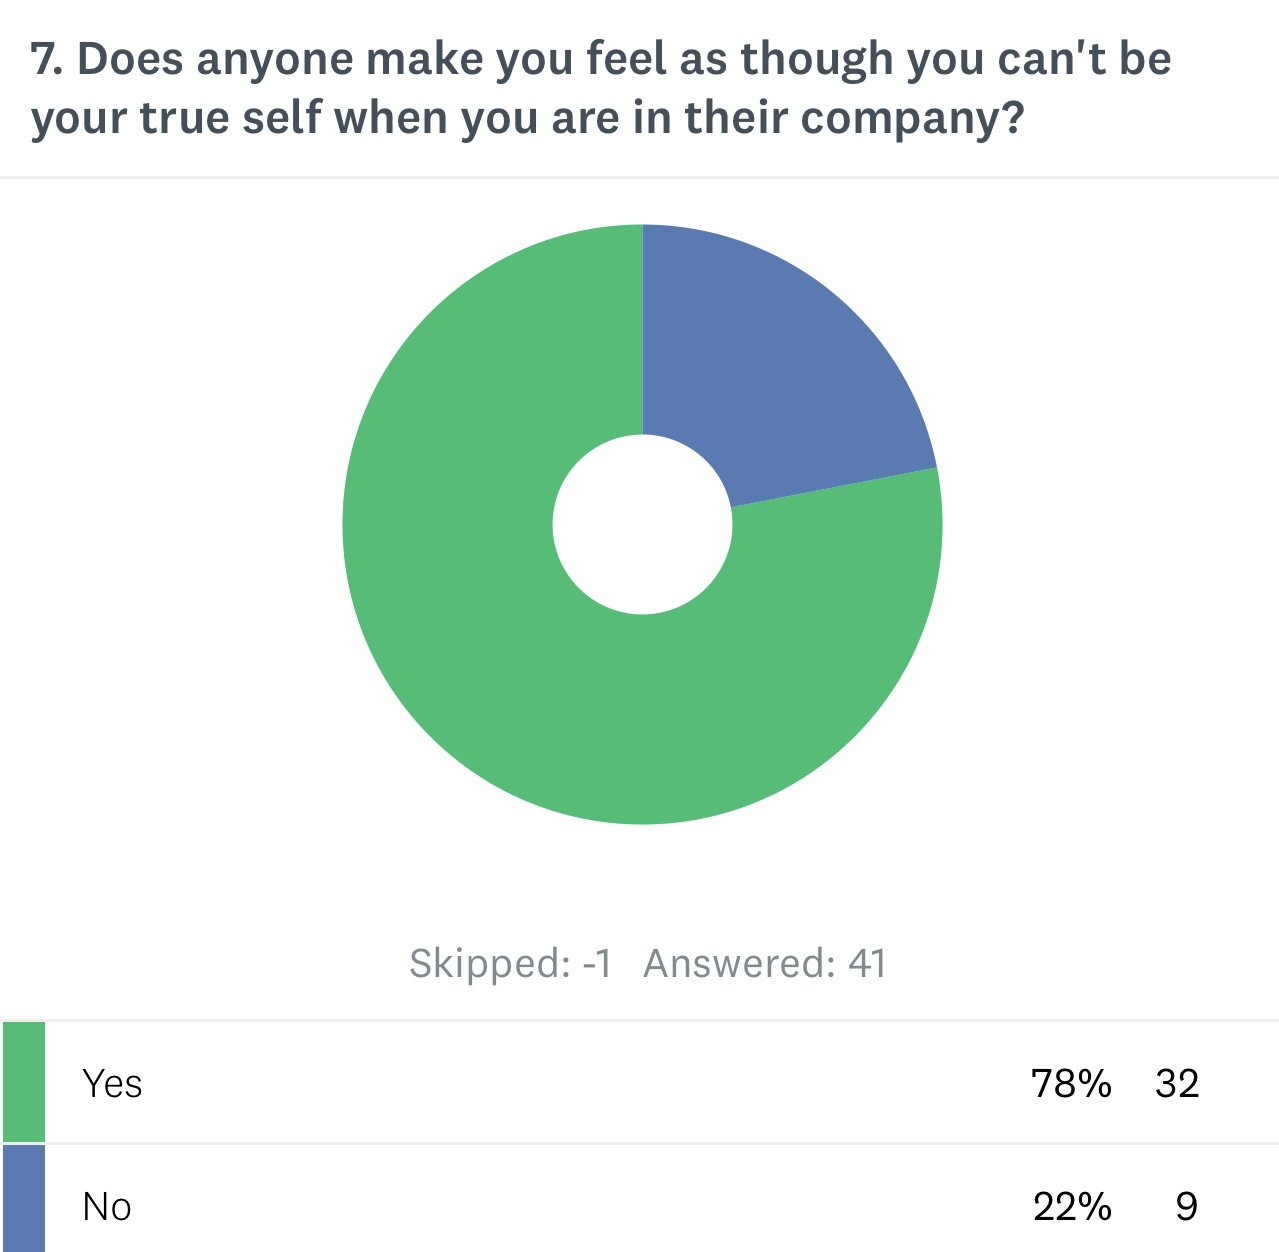 7. Does anyone make you feel as though you can't be
your true self when you are in their company?
Skipped: -1 Answered: 41
Yes 78% 32
No 22% 9